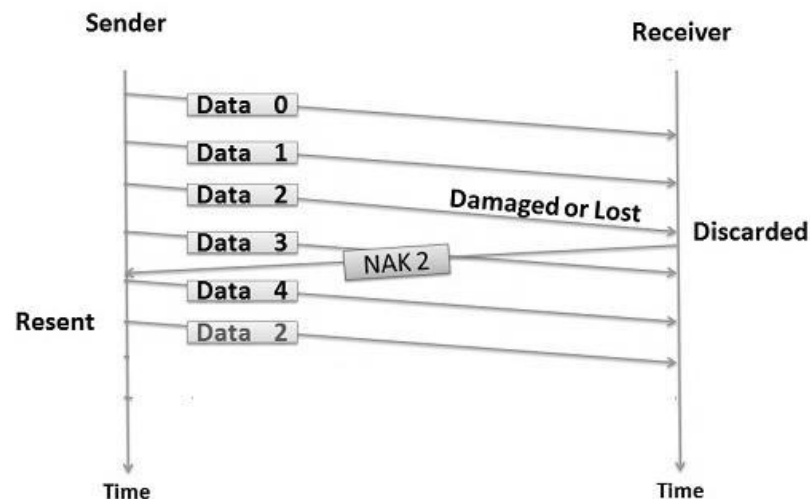 Sender
Receiver
Data 0
Data 1
Data 2
Damaged or Lost
Data 3
Discarded
NAK 2
Data 4
Resent
Data 2
Time
Time